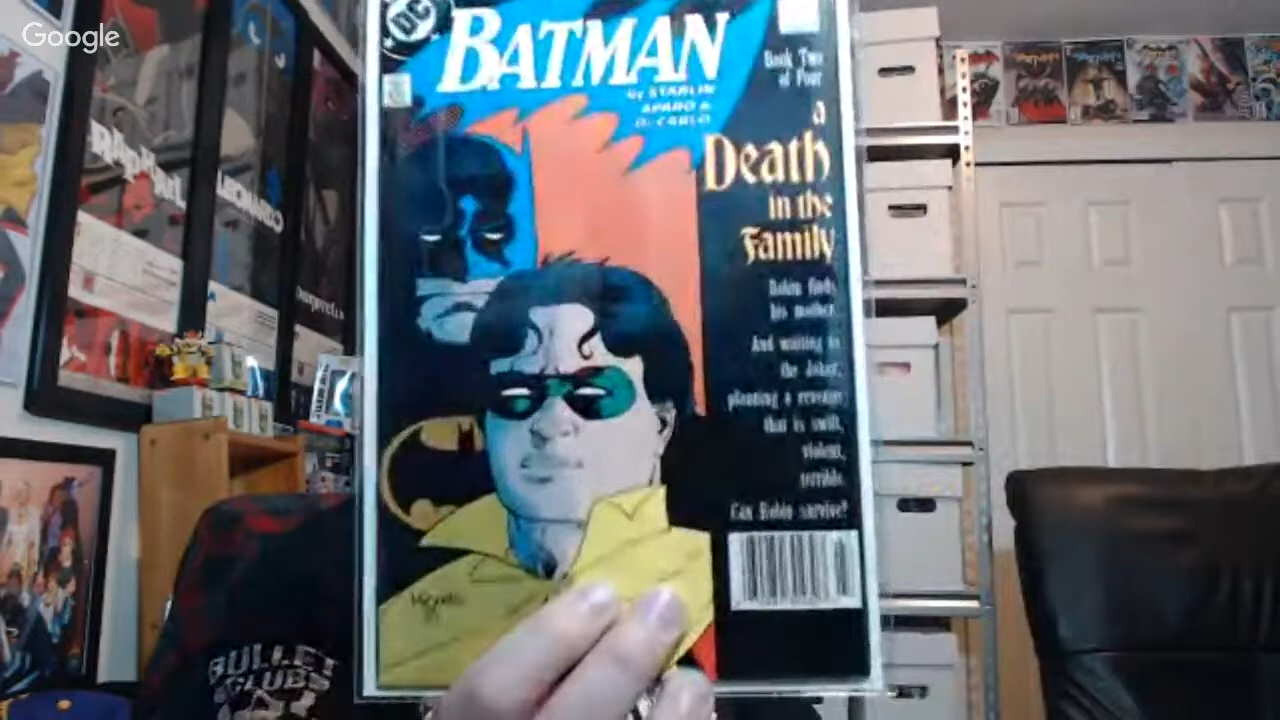 Google
DC
BATMAN
by STARLIN
APARO &
DeCARLO
Book Two
of Four
a
Death
in the
Family
Robin finds
his mother.
And waiting is
the Joker,
planning a revenge
that is swift,
violent,
terrible.
Can Robin survive?
Mignola
Raphael
LEONARDO
BULLET
CLUB